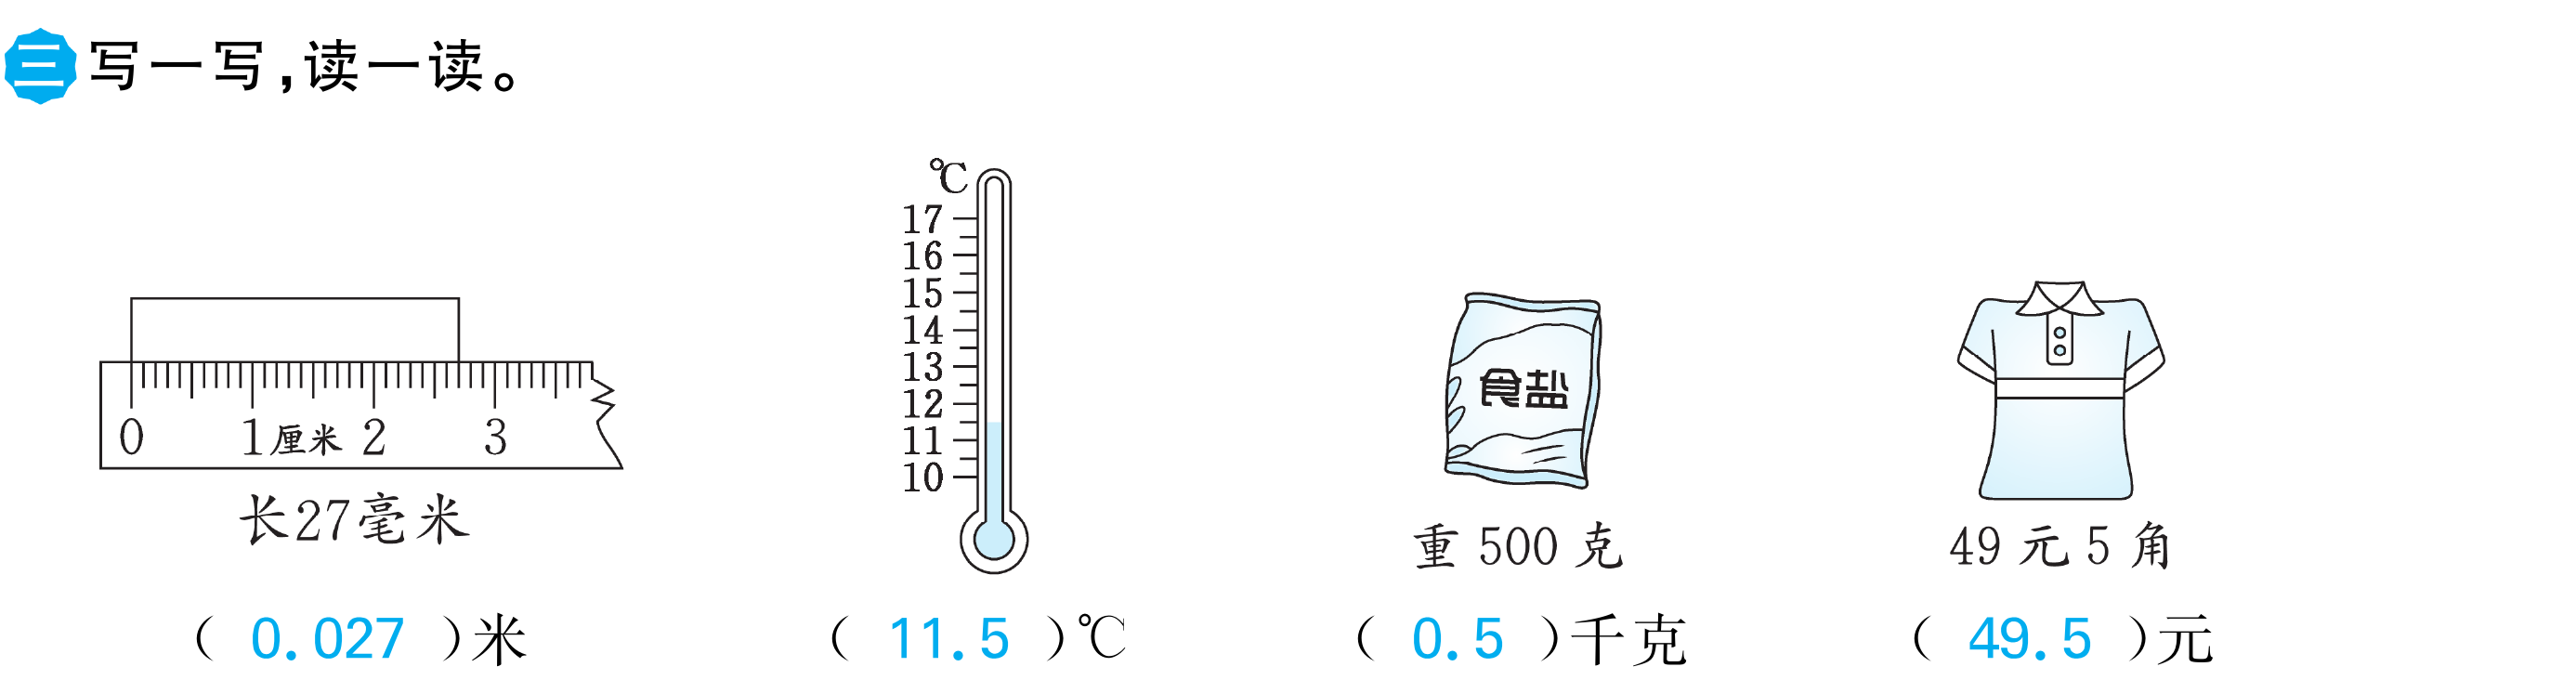 三 写一写,读一读。
℃
17
16
15
14
13
12
11
10
0 1厘米 2 3
食盐
长27毫米
重 500 克
49 元 5 角
( 0.027 )米
( 11.5 )℃
( 0.5 )千克
( 49.5 )元